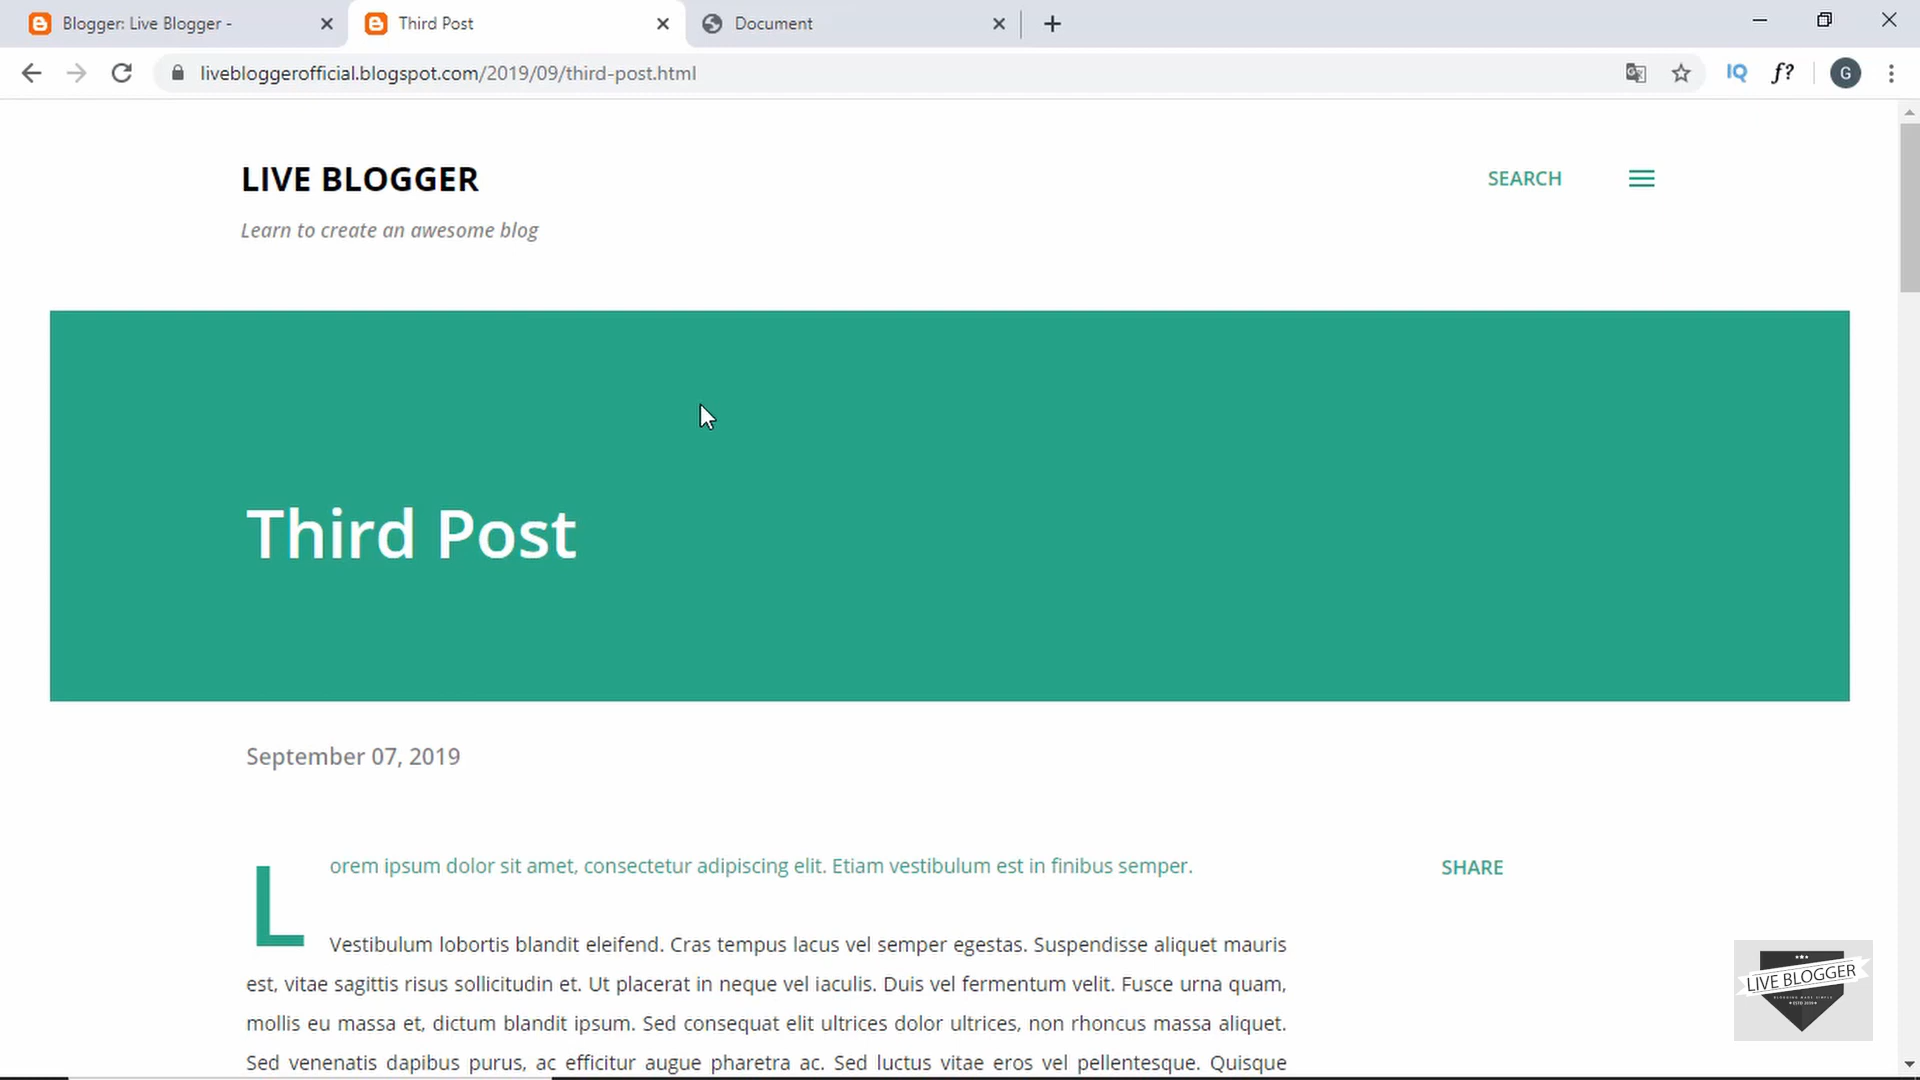 Blogger: Live Blogger -
Third Post
Document
livebloggerofficial.blogspot.com/2019/09/third-post.html
IQ
f?
G
LIVE BLOGGER
SEARCH
Learn to create an awesome blog
Third Post
September 07, 2019
Lorem ipsum dolor sit amet, consectetur adipiscing elit. Etiam vestibulum est in finibus semper.
SHARE
Vestibulum lobortis blandit eleifend. Cras tempus lacus vel semper egestas. Suspendisse aliquet mauris
est, vitae sagittis risus sollicitudin et. Ut placerat in neque vel iaculis. Duis vel fermentum velit. Fusce urna quam,
mollis eu massa et, dictum blandit ipsum. Sed consequat elit ultrices dolor ultrices, non rhoncus massa aliquet.
Sed venenatis dapibus purus, ac efficitur augue pharetra ac. Sed luctus vitae eros vel pellentesque. Quisque
LIVE BLOGGER